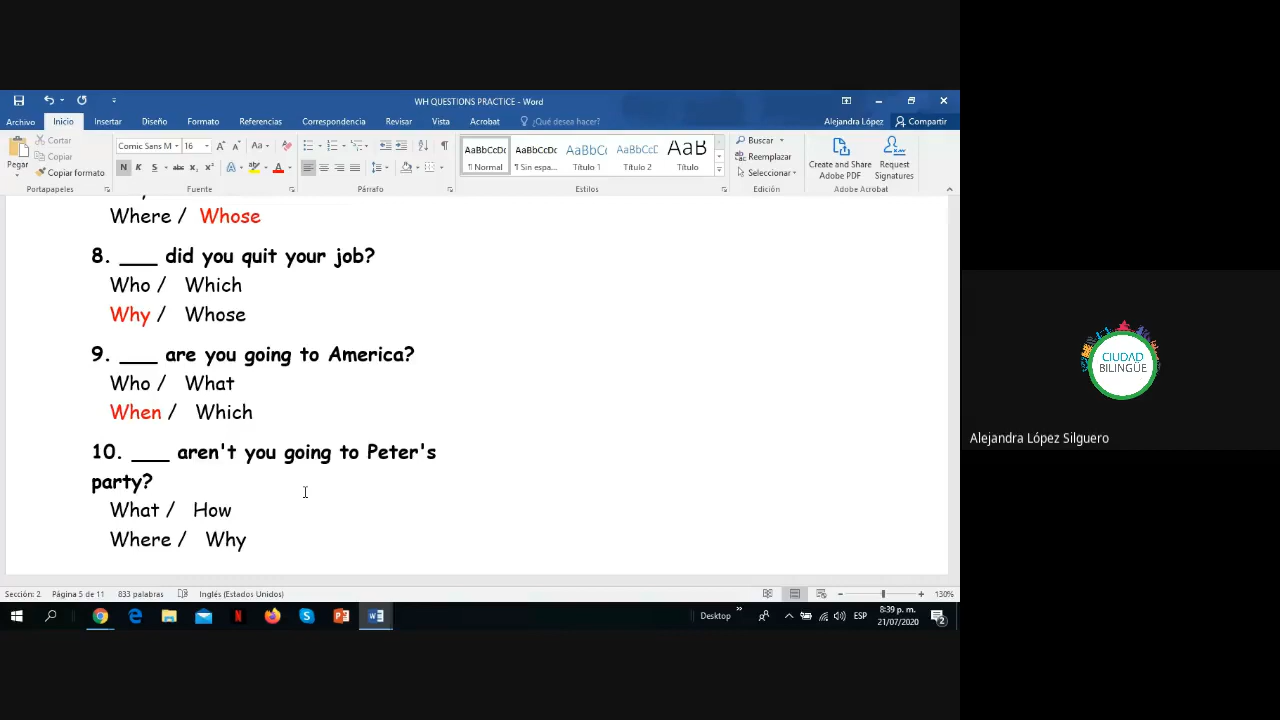 WH QUESTIONS PRACTICE - Word
Archivo Inicio Insertar Diseño Formato Referencias Correspondencia Revisar Vista Acrobat ¿Qué desea hacer? Alejandra López Compartir
Pegar
Cortar
Copiar
Copiar formato
Portapapeles
Comic Sans M 16
Fuente
Párrafo
AaBbCcDc AaBbCcDc AaBbCc AaBbCcC AaB
¶ Normal ¶ Sin espa... Título 1 Título 2 Título
Estilos
Buscar
Reemplazar
Seleccionar
Edición
Create and Share
Adobe PDF
Request
Signatures
Adobe Acrobat
Where / Whose
8. ___ did you quit your job?
Who / Which
Why / Whose
9. ___ are you going to America?
Who / What
When / Which
10. ___ aren't you going to Peter's
party?
What / How
Where / Why
Sección: 2 Página 5 de 11 833 palabras Inglés (Estados Unidos) 130%
Desktop ESP 8:39 p. m.
21/07/2020
2
CIUDAD
BILINGÜE
Alejandra López Silguero